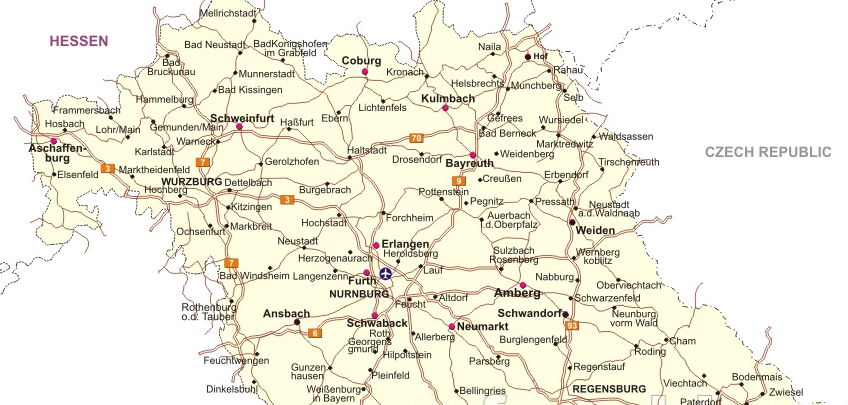 Mellrichstadt
HESSEN
Bad Neustadt
BadKonigshofen
im Grabfeld
Naila
Hof
Coburg
Bad
Bruckunau
Munnerstadt
Kronach
Rahau
Helsbrechts
Munchberg
Bad Kissingen
Selb
Hammelburg
Lichtenfels
Kulmbach
Frammersbach
Ebern
Gefrees
Hosbach
Lohr/Main
Gemunden/Main
Schweinfurt
Haßfurt
Wursiedel
Bad Berneck
Waldsassen
Aschaffen-
burg
Karlstadt
Warneck
70
Marktredwitz
CZECH REPUBLIC
Haltstadt
Drosendorf
Weidenberg
Bayreuth
3
Marktheidenfeld
7
Gerolzhofen
Tirschenreuth
Elsenfeld
WURZBURG
Dettelbach
9
Creußen
Erbendorf
Hochberg
Burgebrach
3
Pottenstein
Pegnitz
Pressath
Neustadt
a.d.Waldnaab
Kitzingen
Hochstadt
Forchheim
Auerbach
i.d.Oberpfalz
Ochsenfurt
Markbreit
Weiden
Neustadt
Erlangen
Heroldsberg
Sulzbach
Rosenberg
Wernberg
koblitz
Herzogenaurach
7
Bad Windsheim
Langenzenn
Lauf
Furth
Nabburg
Oberviechtach
NURNBURG
Altdorf
Amberg
Schwarzenfeld
Rothenburg
o.d. Tauber
Feucht
Ansbach
Schwandorf
Neunburg
vorm Wald
Schwaback
Neumarkt
93
6
Roth
Allerberg
Georgens
gmund
Burglengenfeld
Cham
Hilpoltstein
Roding
Feuchtwengen
Parsberg
Gunzen
hausen
Pleinfeld
Regenstauf
Dinkelsbuhl
Weißenburg
in Bayern
Bellingries
REGENSBURG
Viechtach
Bodenmais
Zwiesel
Paterdorf